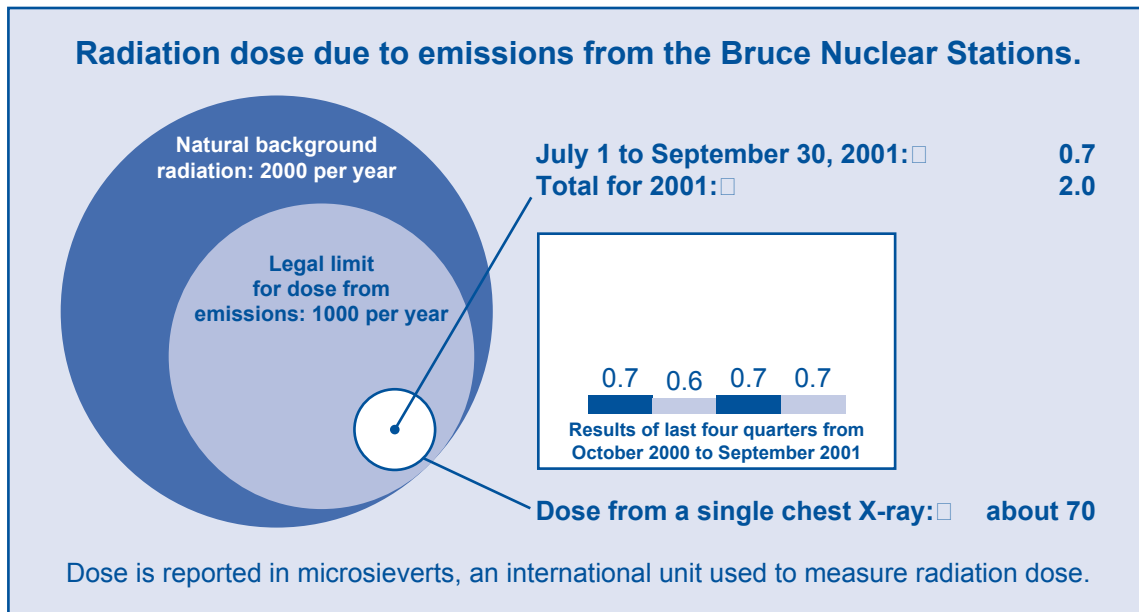 Radiation dose due to emissions from the Bruce Nuclear Stations.
Natural background
radiation: 2000 per year
Legal limit
for dose from
emissions: 1000 per year
July 1 to September 30, 2001:□ 0.7
Total for 2001:□ 2.0
0.7 0.6 0.7 0.7
Results of last four quarters from
October 2000 to September 2001
Dose from a single chest X-ray:□ about 70
Dose is reported in microsieverts, an international unit used to measure radiation dose.